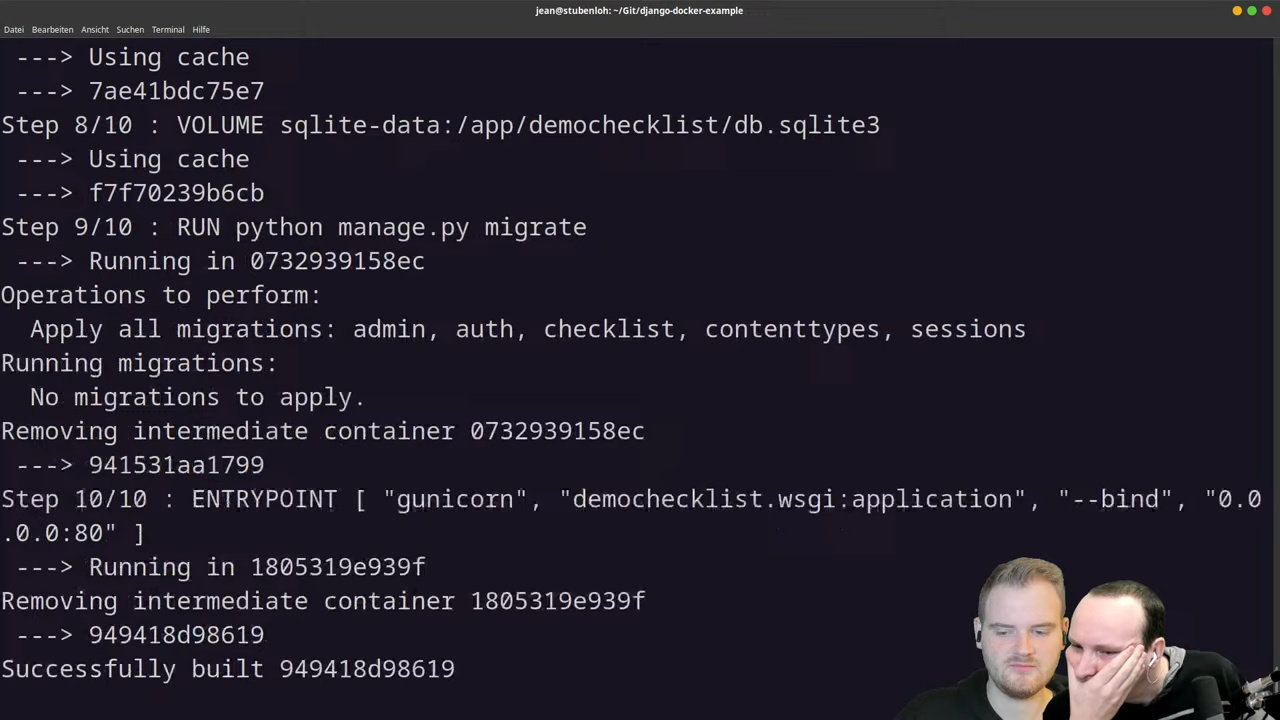 jean@stubenloh: ~/Git/django-docker-example
Datei Bearbeiten Ansicht Suchen Terminal Hilfe
---> Using cache
---> 7ae41bdc75e7
Step 8/10 : VOLUME sqlite-data:/app/demochecklist/db.sqlite3
---> Using cache
---> f7f70239b6cb
Step 9/10 : RUN python manage.py migrate
---> Running in 0732939158ec
Operations to perform:
Apply all migrations: admin, auth, checklist, contenttypes, sessions
Running migrations:
No migrations to apply.
Removing intermediate container 0732939158ec
---> 941531aa1799
Step 10/10 : ENTRYPOINT [ "gunicorn", "demochecklist.wsgi:application", "--bind", "0.0
.0.0:80" ]
---> Running in 1805319e939f
Removing intermediate container 1805319e939f
---> 949418d98619
Successfully built 949418d98619